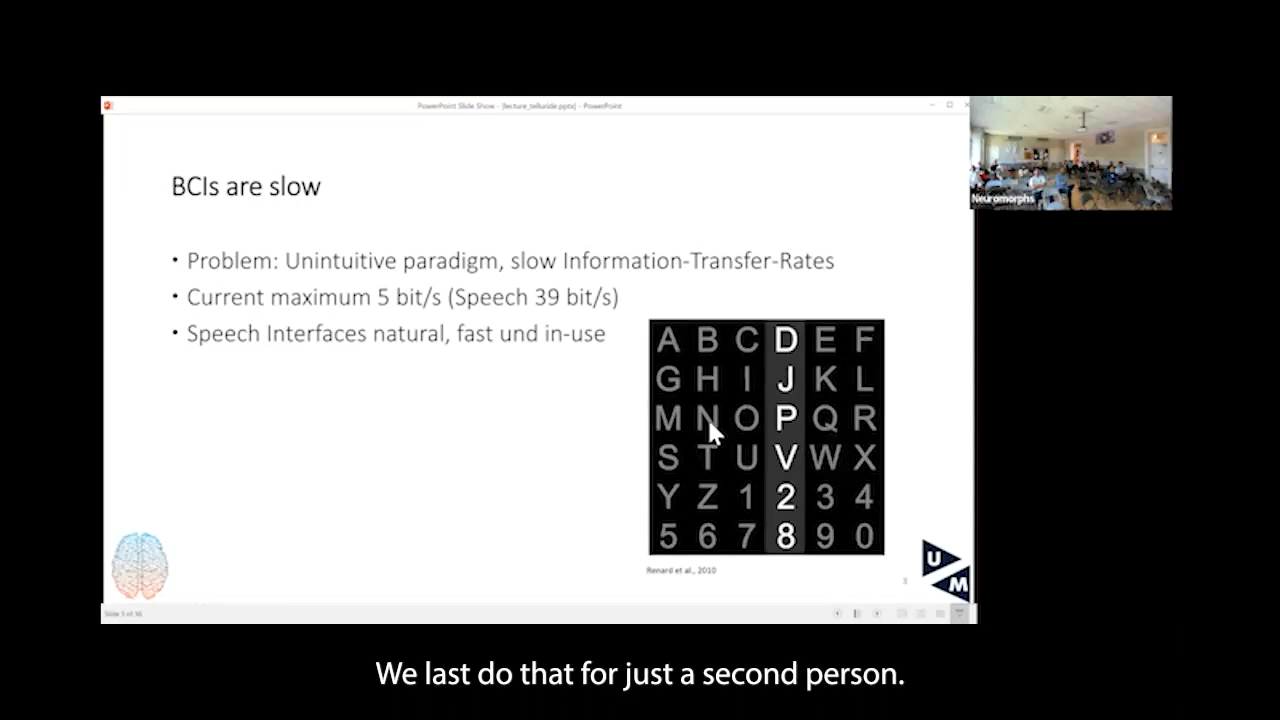 PowerPoint Slide Show - [lecture_telluride.pptx] - PowerPoint
Neuromorphs
BCIs are slow
• Problem: Unintuitive paradigm, slow Information-Transfer-Rates
• Current maximum 5 bit/s (Speech 39 bit/s)
• Speech Interfaces natural, fast und in-use
A B C D E F
G H I J K L
M N O P Q R
S T U V W X
Y Z 1 2 3 4
5 6 7 8 9 0
Renard et al., 2010
3
U M
We last do that for just a second person.